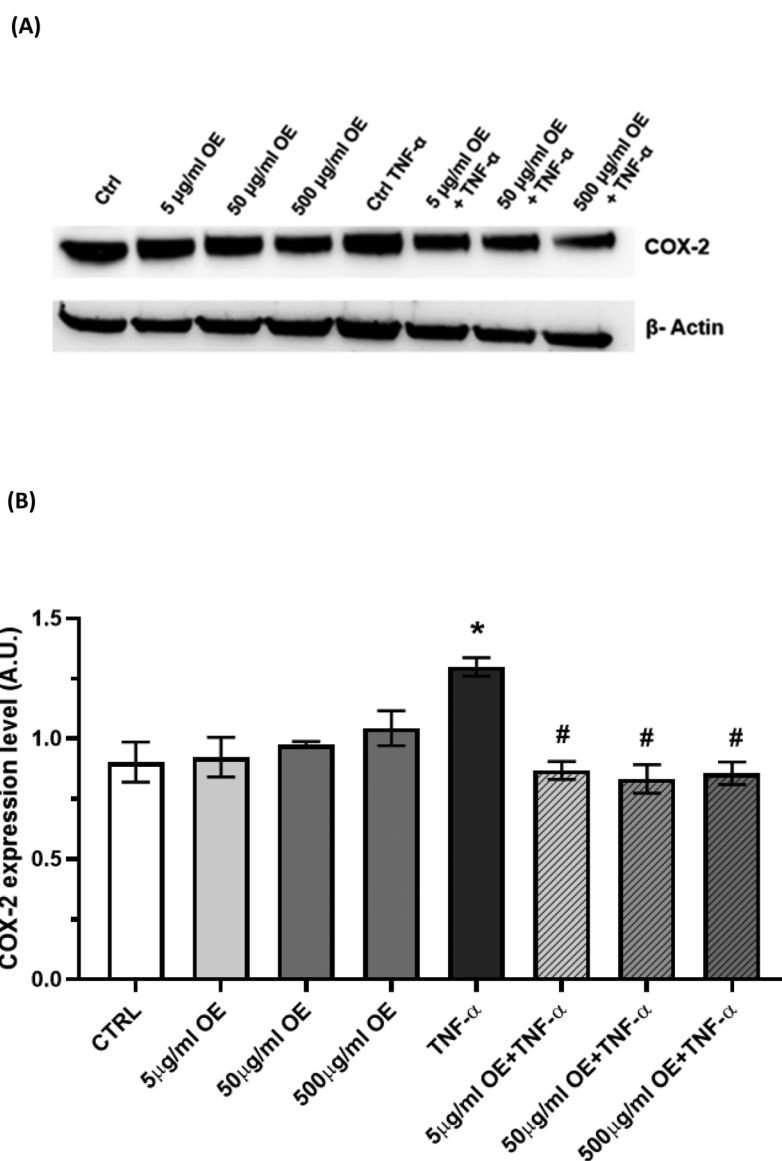 (A)
Ctrl
5 µg/ml OE
50 µg/ml OE
500 µg/ml OE
Ctrl TNF-α
5 µg/ml OE
+ TNF-α
50 µg/ml OE
+ TNF-α
500 µg/ml OE
+ TNF-α
COX-2
β- Actin
(B)
COX-2 expression level (A.U.)
1.5
1.0
0.5
0.0
*
#
#
#
CTRL
5µg/ml OE
50µg/ml OE
500µg/ml OE
TNF-α
5µg/ml OE+TNF-α
50µg/ml OE+TNF-α
500µg/ml OE+TNF-α